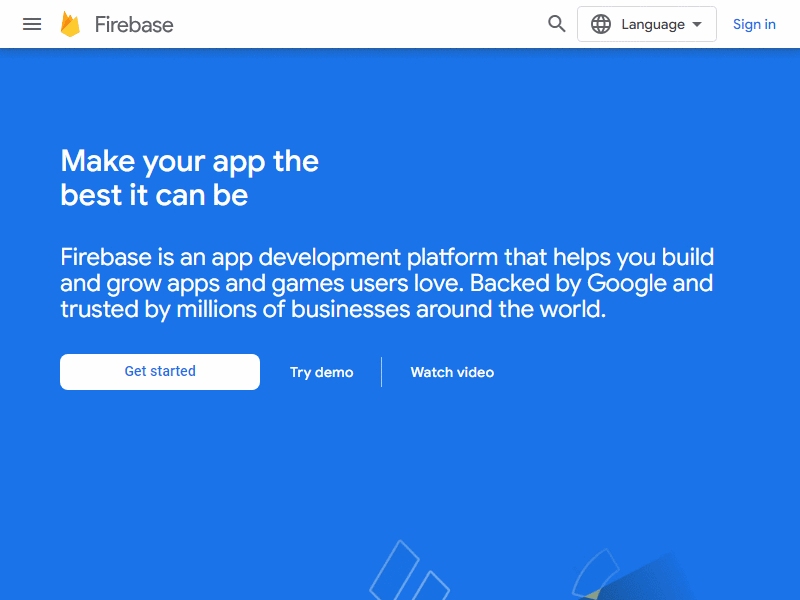 Firebase
Language
Sign in
Make your app the
best it can be
Firebase is an app development platform that helps you build
and grow apps and games users love. Backed by Google and
trusted by millions of businesses around the world.
Get started
Try demo
Watch video